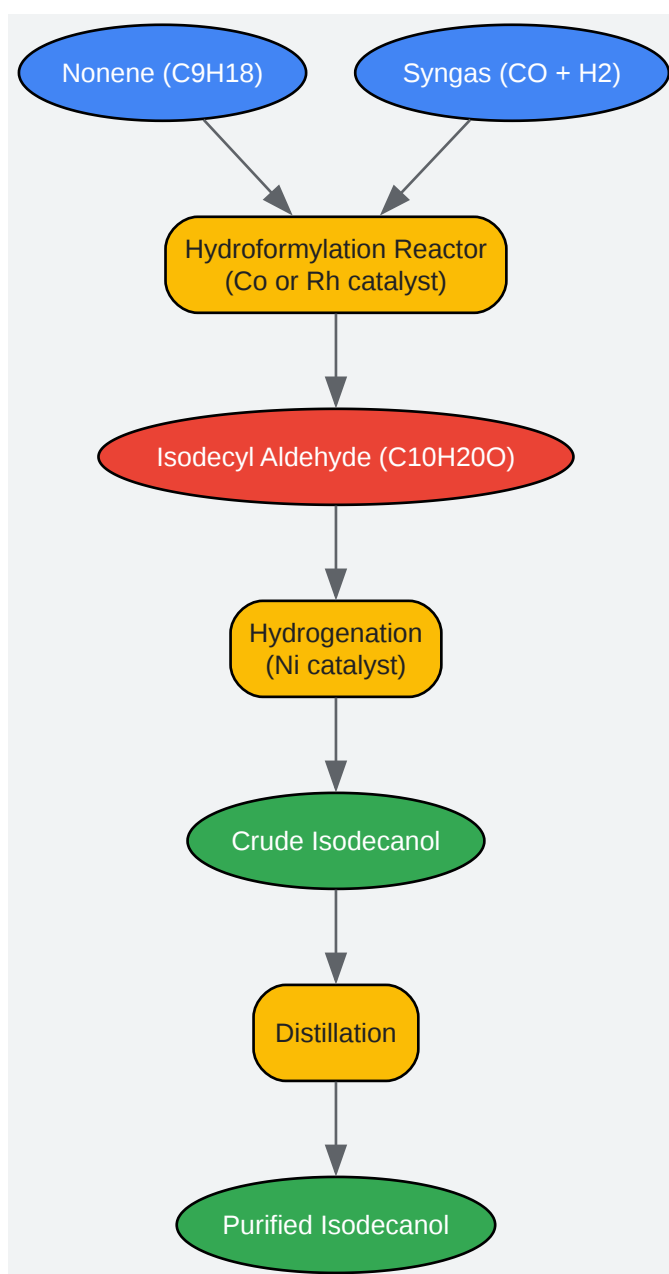 Nonene (C9H18)
Syngas (CO + H2)
Hydroformylation Reactor
(Co or Rh catalyst)
Isodecyl Aldehyde (C10H20O)
Hydrogenation
(Ni catalyst)
Crude Isodecanol
Distillation
Purified Isodecanol